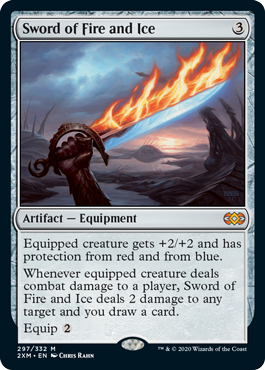 Sword of Fire and Ice 3
Artifact — Equipment
Equipped creature gets +2/+2 and has
protection from red and from blue.
Whenever equipped creature deals
combat damage to a player, Sword of
Fire and Ice deals 2 damage to any
target and you draw a card.
Equip 2
297/332 M
2XM • EN Chris Rahn ™ & © 2020 Wizards of the Coast